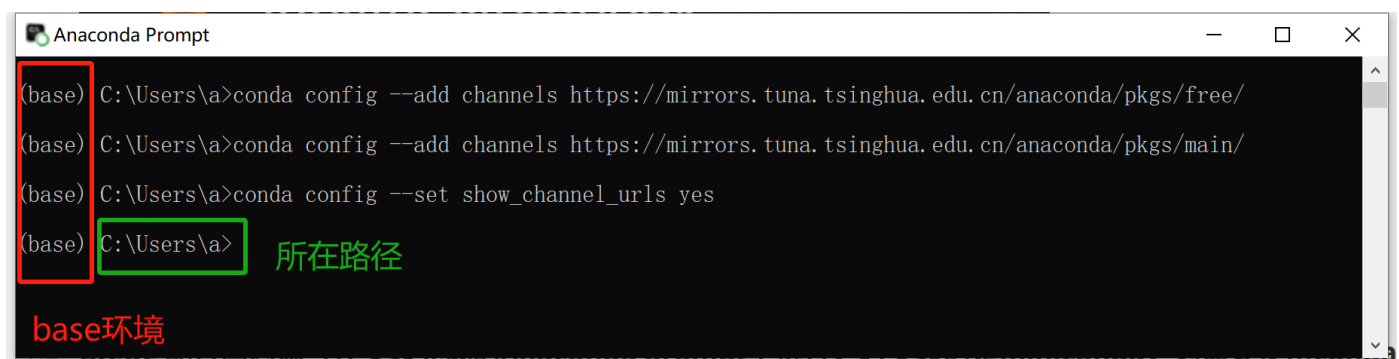 Anaconda Prompt
(base) C:\Users\a>conda config --add channels https://mirrors.tuna.tsinghua.edu.cn/anaconda/pkgs/free/
(base) C:\Users\a>conda config --add channels https://mirrors.tuna.tsinghua.edu.cn/anaconda/pkgs/main/
(base) C:\Users\a>conda config --set show_channel_urls yes
(base) C:\Users\a>
所在路径
base环境